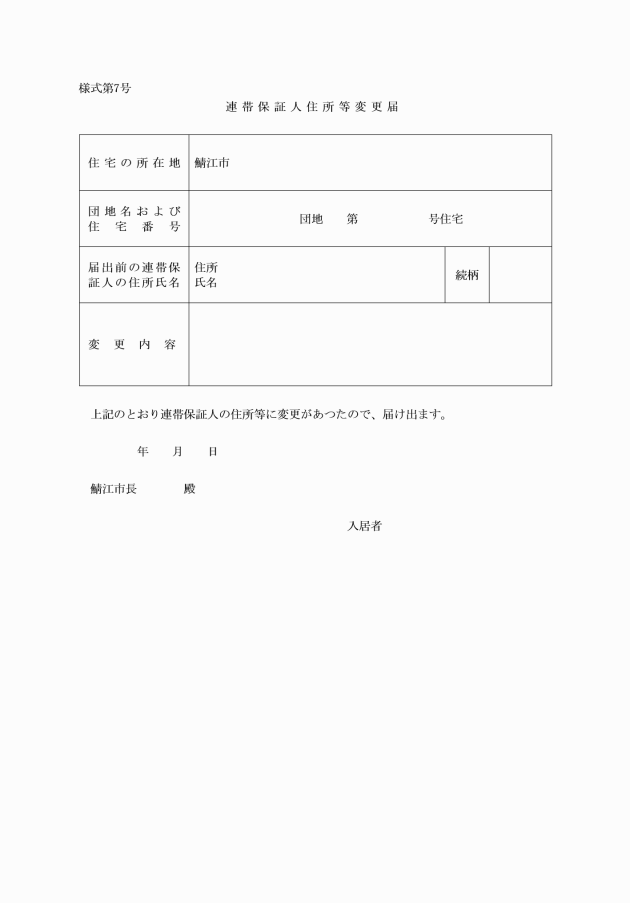 様式第7号
連帯保証人住所等変更届
住宅の所在地 鯖江市
団地名および
住宅番号
団地 第 号住宅
届出前の連帯保
証人の住所氏名
住所
氏名
続柄
変更内容
上記のとおり連帯保証人の住所等に変更があつたので、届け出ます。
年 月 日
鯖江市長 殿
入居者